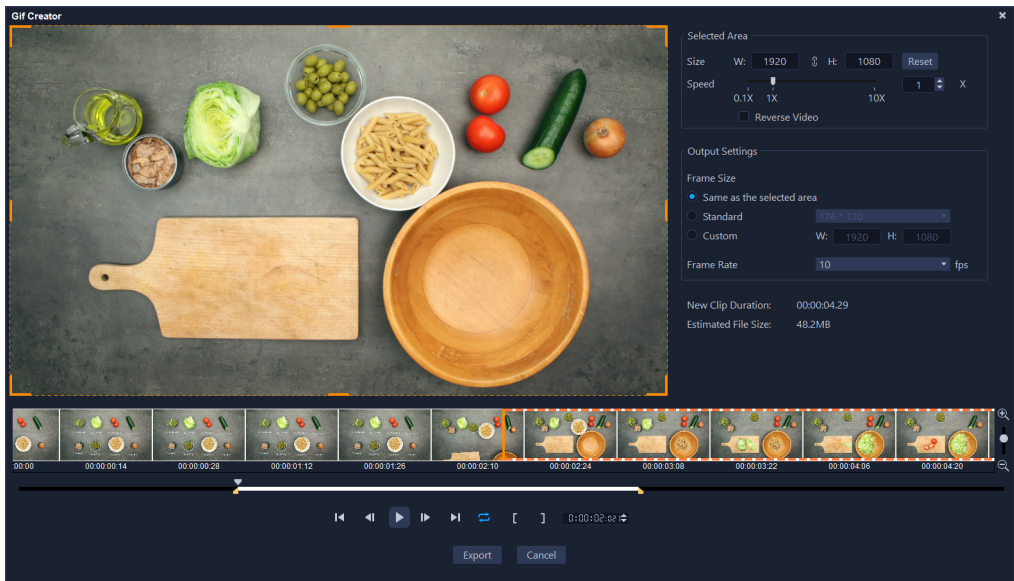 Gif Creator
Selected Area
Size W: 1920 H: 1080 Reset
Speed 1 X
0.1X 1X 10X
Reverse Video
Output Settings
Frame Size
Same as the selected area
Standard 176 * 120
Custom W: 1920 H: 1080
Frame Rate 10 fps
New Clip Duration: 00:00:04.29
Estimated File Size: 48.2MB
:00:00 00:00:00:14 00:00:00:28 00:00:01:12 00:00:01:26 00:00:02:10 00:00:02:24 00:00:03:08 00:00:03:22 00:00:04:06 00:00:04:20
[ ] 0:00:02:02
Export Cancel